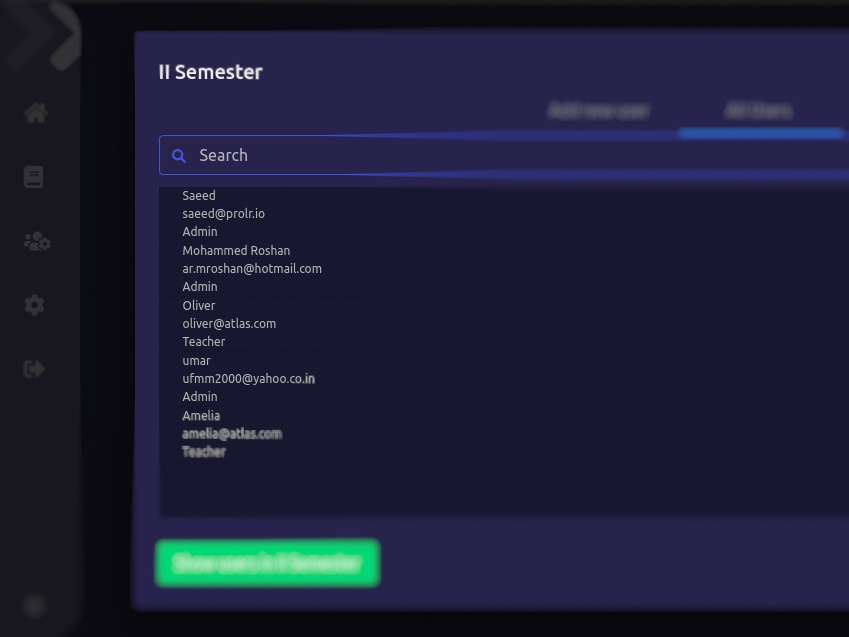 II Semester
Add new user
All Users
Search
Saeed
saeed@prolr.io
Admin
Mohammed Roshan
ar.mroshan@hotmail.com
Admin
Oliver
oliver@atlas.com
Teacher
umar
ufmm2000@yahoo.co.in
Admin
Amelia
amelia@atlas.com
Teacher
Show users in II Semester